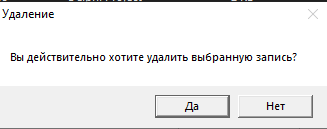 Удаление
Вы действительно хотите удалить выбранную запись?
Да
Нет